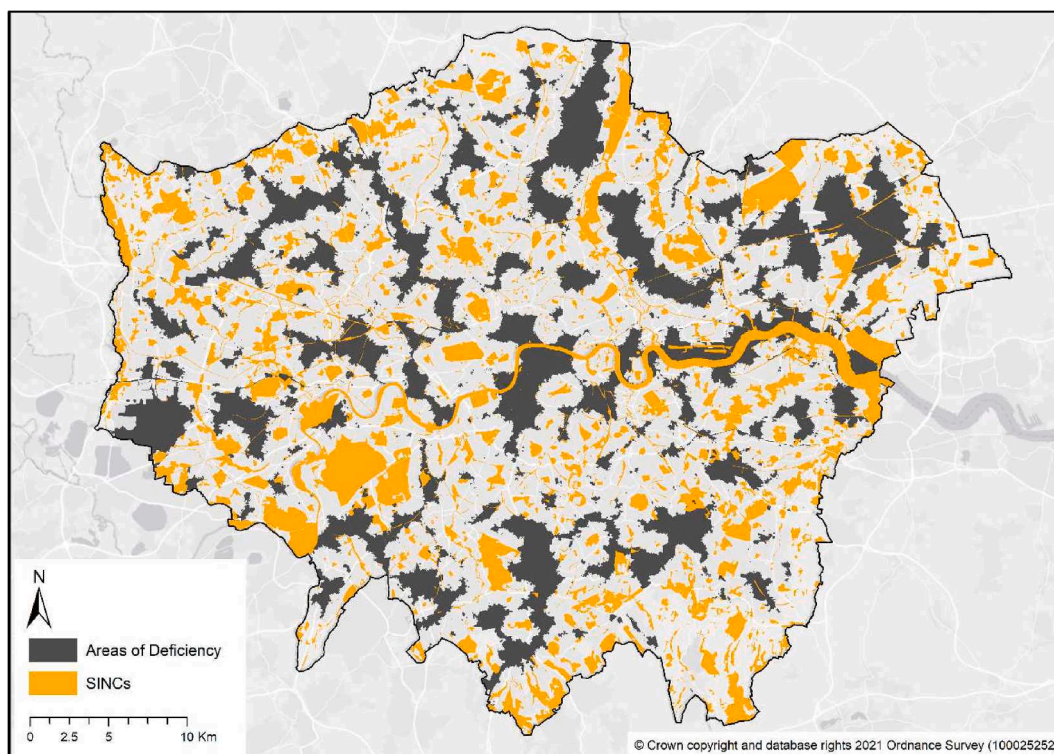 N
Areas of Deficiency
SINCs
0 2.5 5 10 Km
© Crown copyright and database rights 2021 Ordnance Survey (100025252